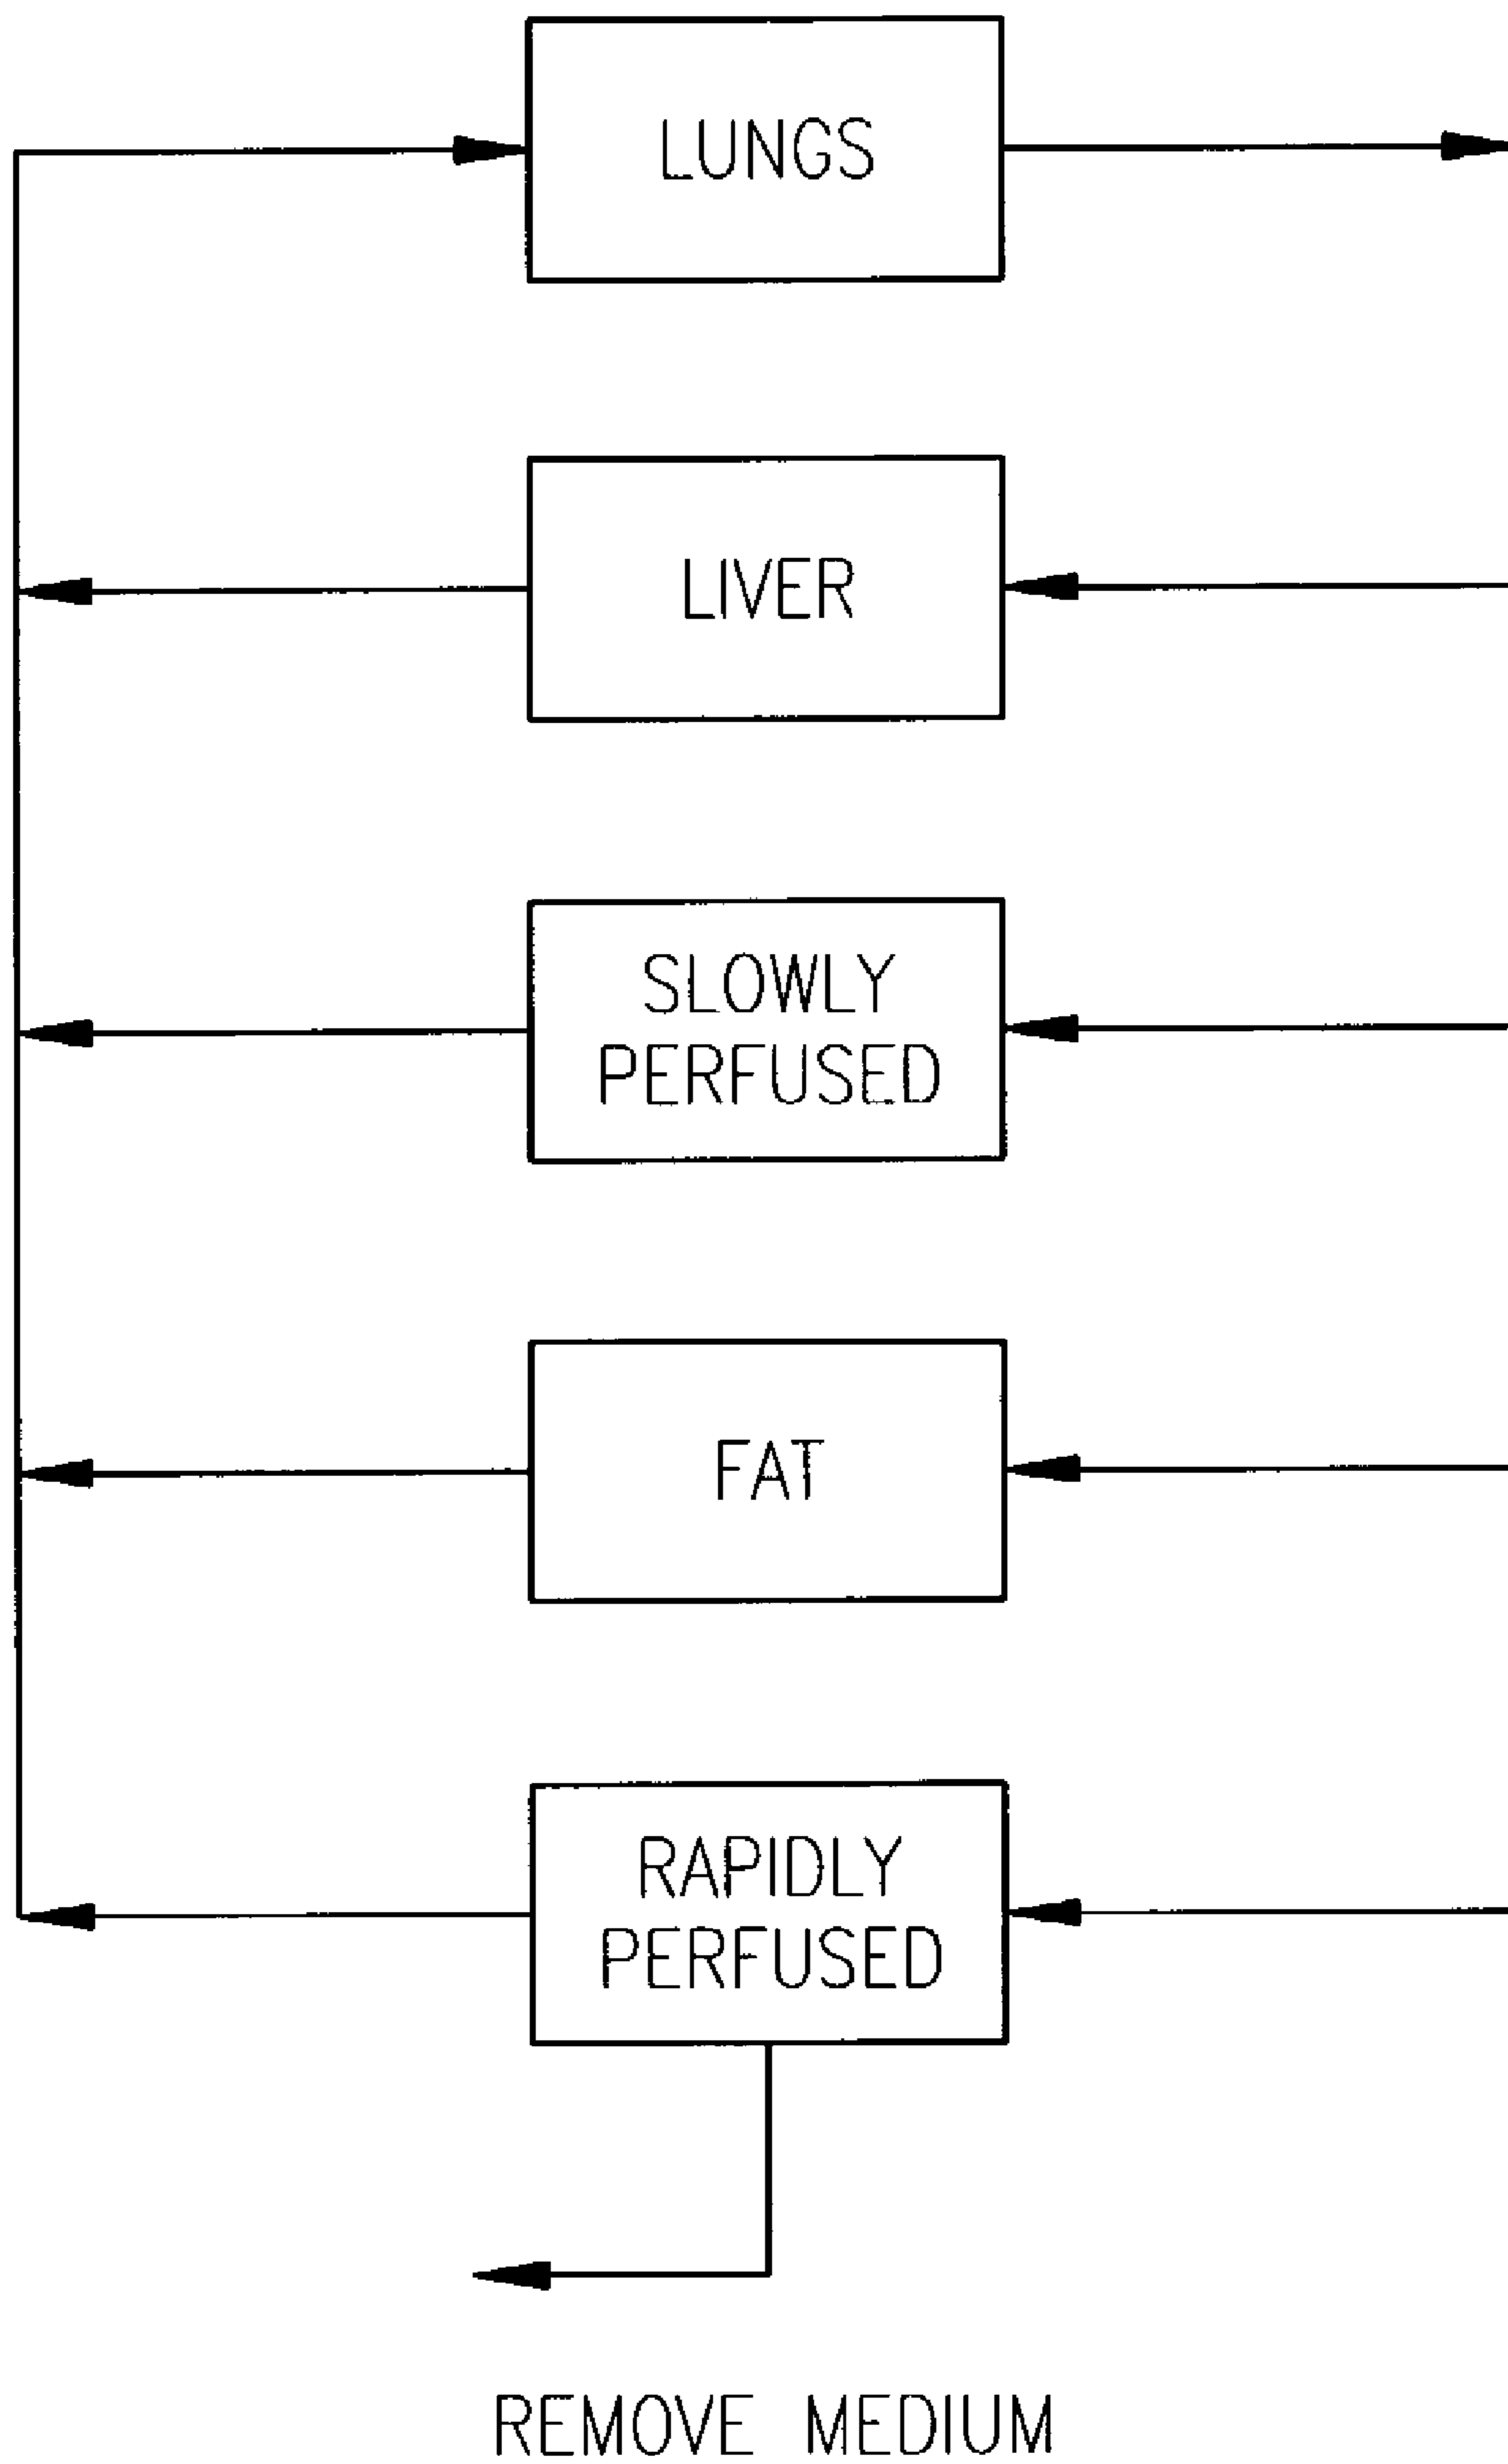 LUNGS
LIVER
SLOWLY
PERFUSED
FAT
RAPIDLY
PERFUSED
REMOVE MEDIUM